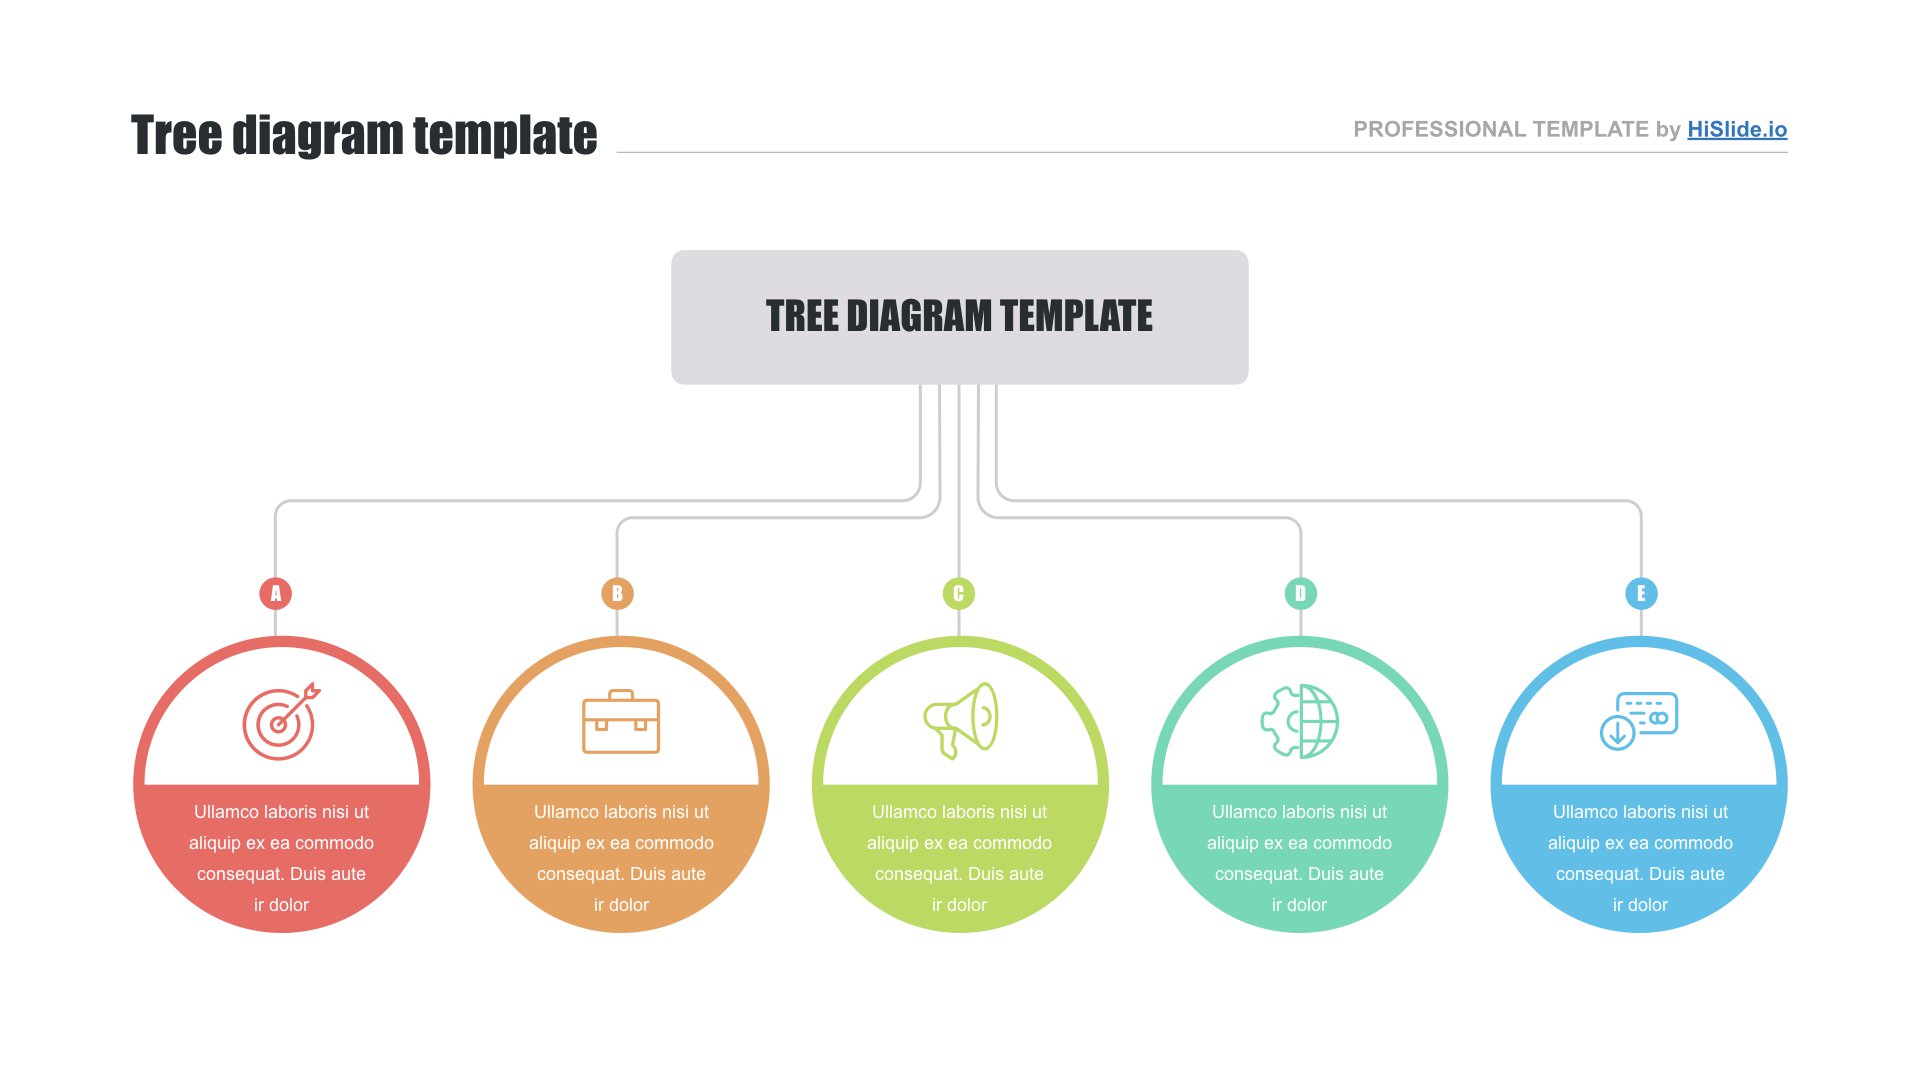 Tree diagram template
PROFESSIONAL TEMPLATE by HiSlide.io
TREE DIAGRAM TEMPLATE
A
B
C
D
E
Ullamco laboris nisi ut
aliquip ex ea commodo
consequat. Duis aute
ir dolor
Ullamco laboris nisi ut
aliquip ex ea commodo
consequat. Duis aute
ir dolor
Ullamco laboris nisi ut
aliquip ex ea commodo
consequat. Duis aute
ir dolor
Ullamco laboris nisi ut
aliquip ex ea commodo
consequat. Duis aute
ir dolor
Ullamco laboris nisi ut
aliquip ex ea commodo
consequat. Duis aute
ir dolor